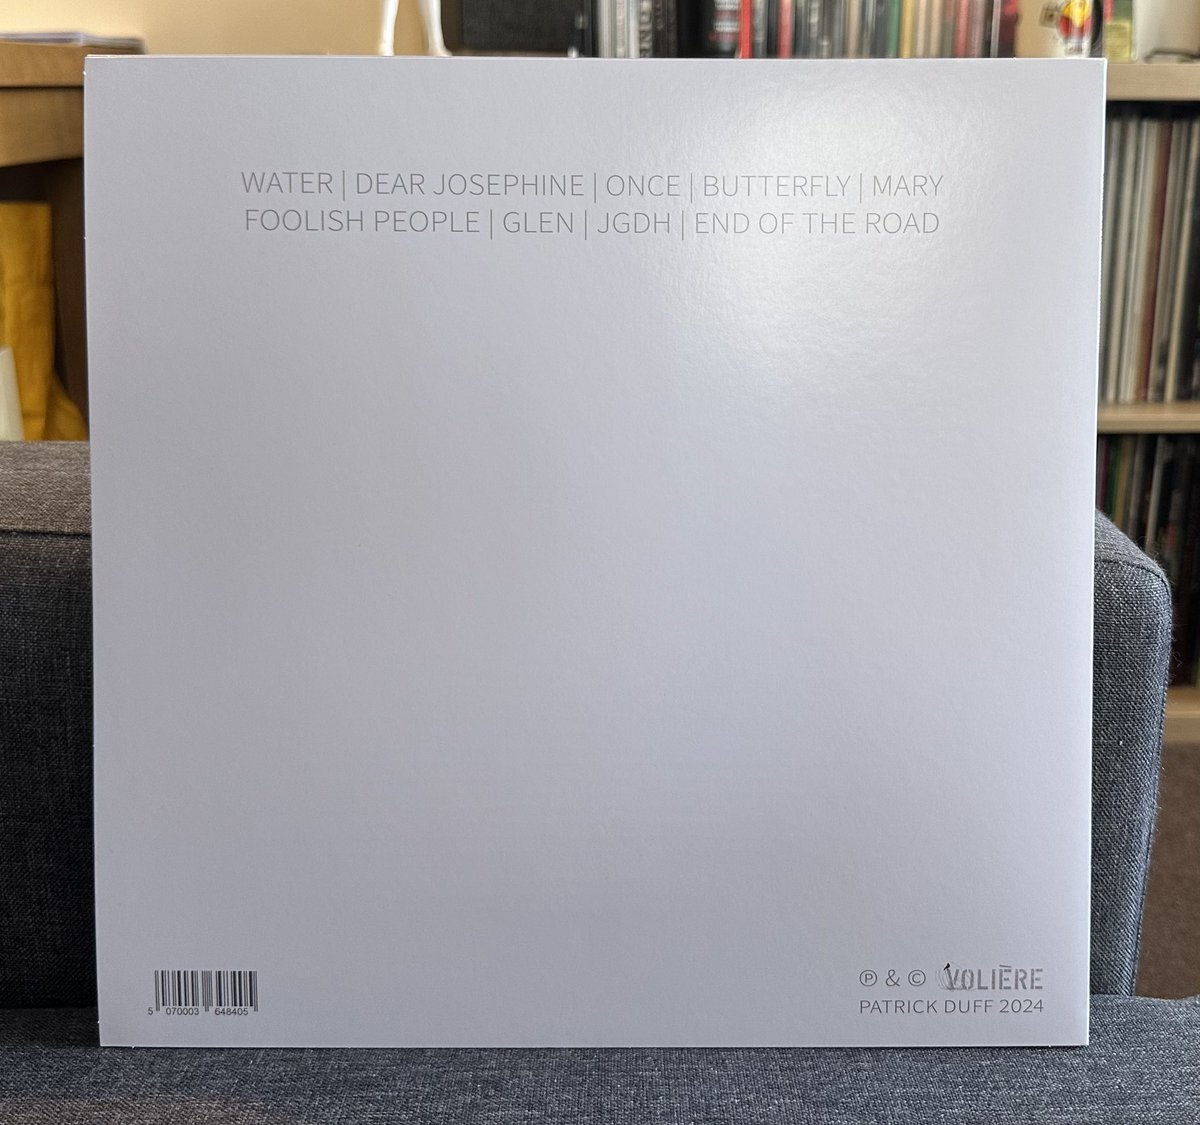 WATER | DEAR JOSEPHINE | ONCE | BUTTERFLY | MARY
FOOLISH PEOPLE | GLEN | JGDH | END OF THE ROAD
5 070003 648405
℗ & © VOLIÈRE
PATRICK DUFF 2024